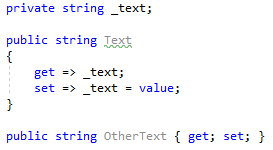 private string _text;
public string Text
{
get => _text;
set => _text = value;
}
public string OtherText { get; set; }